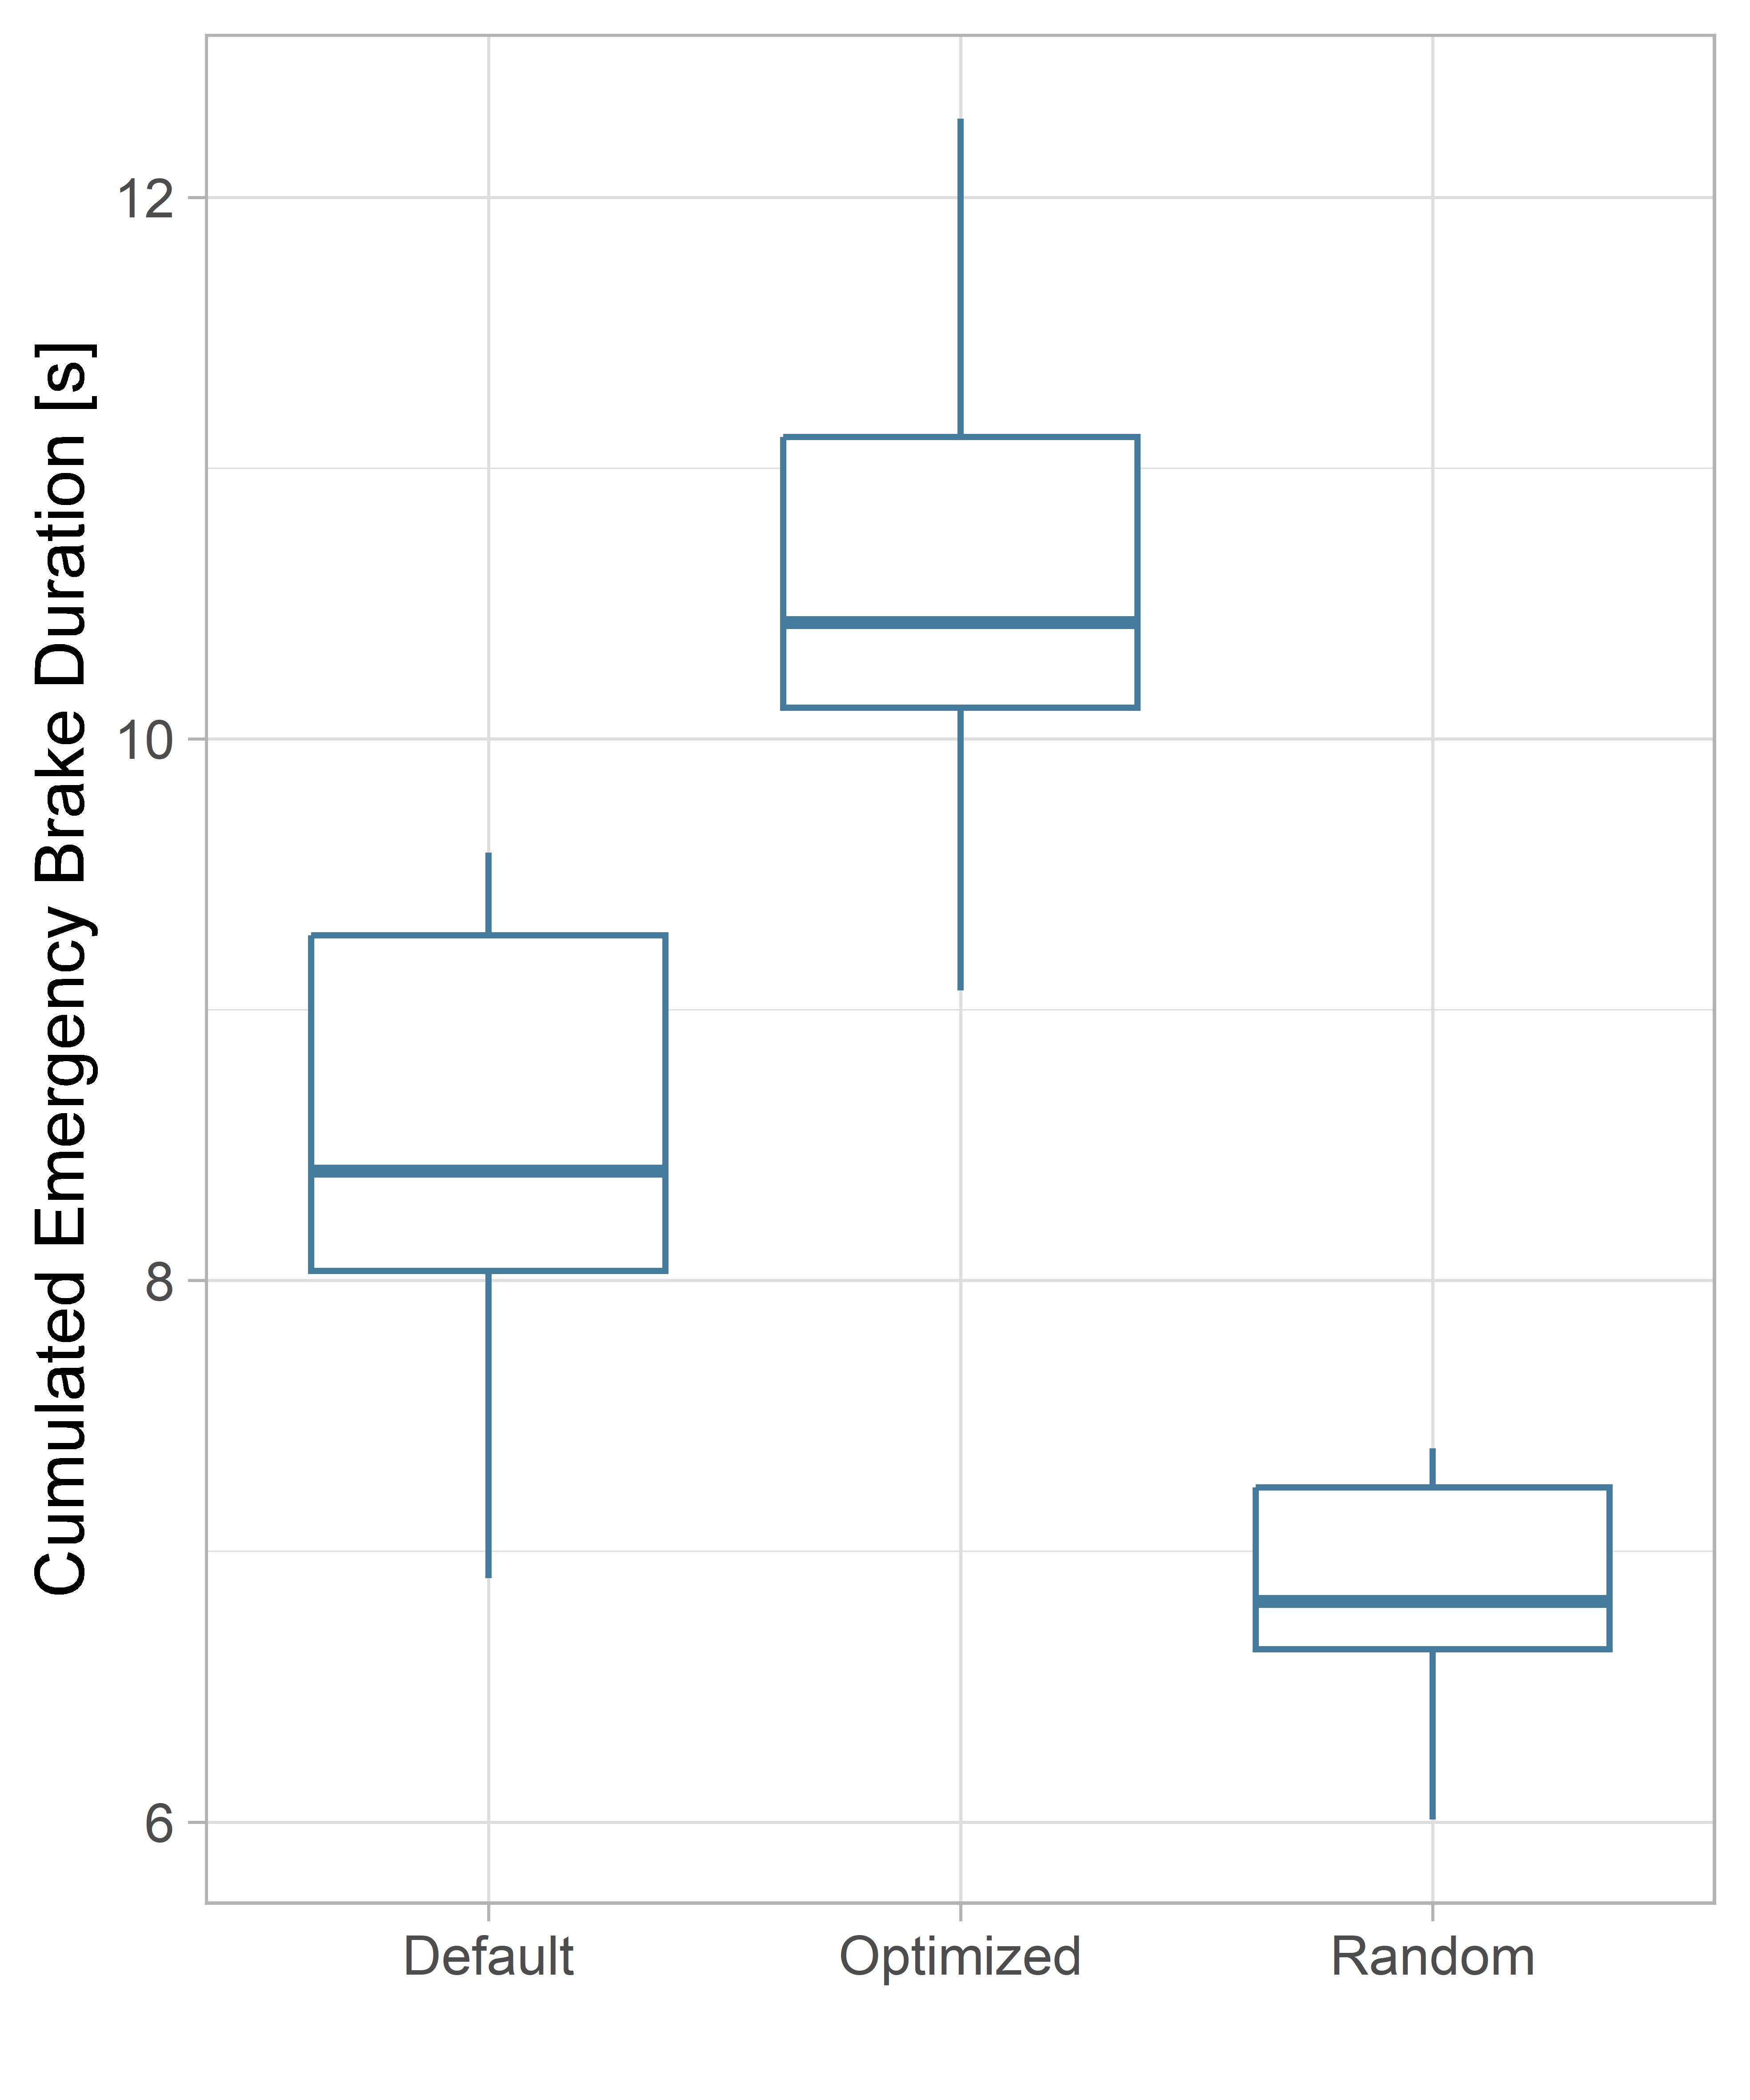 Cumulated Emergency Brake Duration [s]
12
10
8
6
Default Optimized Random